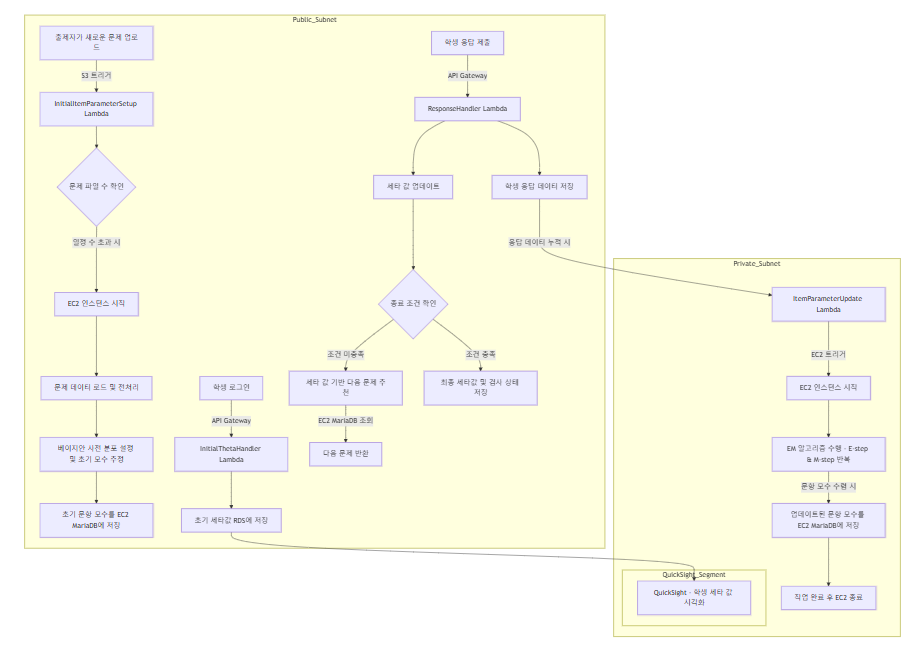 Public_Subnet
출제자가 새로운 문제 업로
드
S3 트리거
InitialItemParameterSetup
Lambda
문제 파일 수 확인
일정 수 초과 시
EC2 인스턴스 시작
문제 데이터 로드 및 전처리
베이지안 사전 분포 설정
및 초기 모수 추정
초기 문항 모수를 EC2
MariaDB에 저장
학생 로그인
API Gateway
InitialThetaHandler
Lambda
초기 세타값 RDS에 저장
학생 응답 제출
API Gateway
ResponseHandler Lambda
세타 값 업데이트
학생 응답 데이터 저장
응답 데이터 누적 시
종료 조건 확인
조건 미충족
조건 충족
세타 값 기반 다음 문제 추
천
최종 세타값 및 검사 상태
저장
EC2 MariaDB 조회
다음 문제 반환
Private_Subnet
ItemParameterUpdate
Lambda
EC2 트리거
EC2 인스턴스 시작
EM 알고리즘 수행 - E-step
& M-step 반복
문항 모수 수렴 시
업데이트된 문항 모수를
EC2 MariaDB에 저장
작업 완료 후 EC2 종료
QuickSight_Segment
QuickSight - 학생 세타 값
시각화